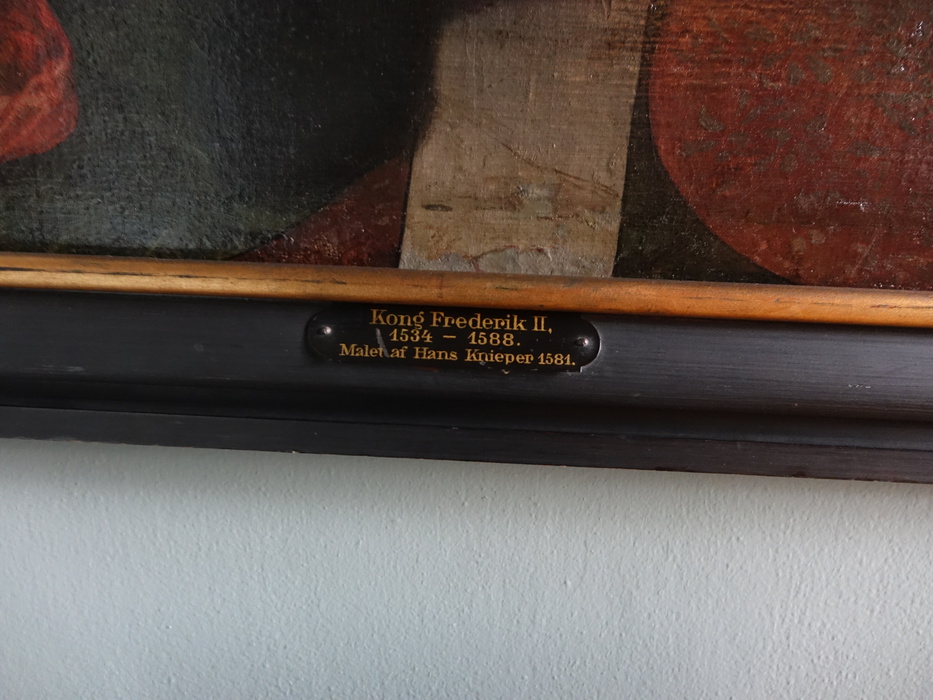 Kong Frederik II,
1534 — 1588.
Malet af Hans Knieper 1581.